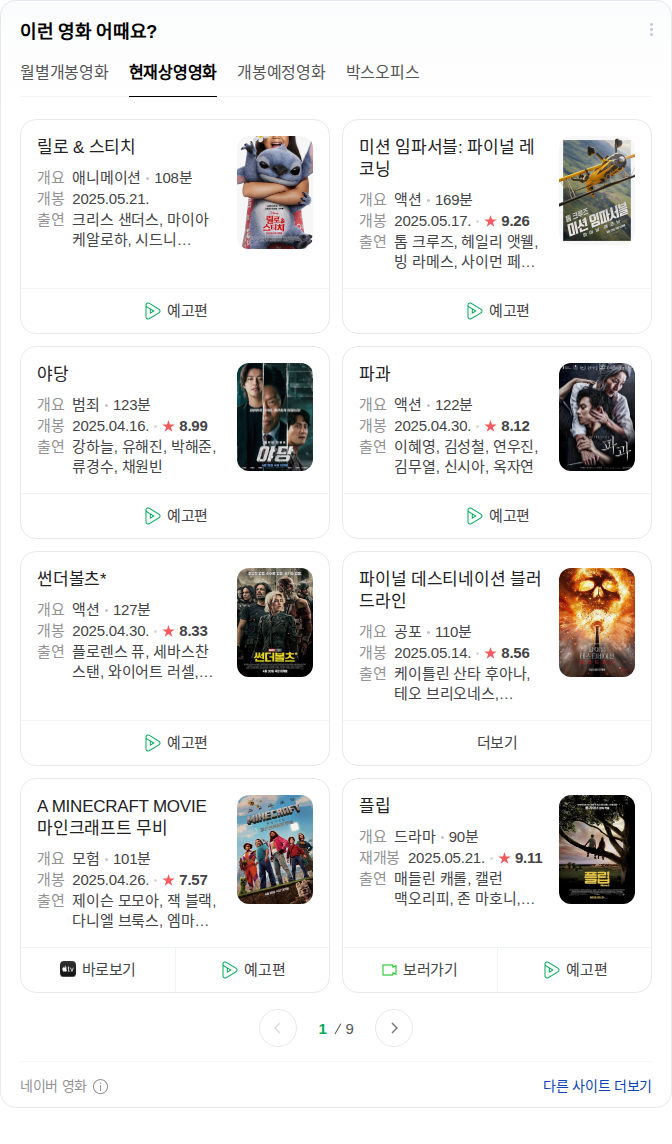 이런 영화 어때요?
월별개봉영화 현재상영영화 개봉예정영화 박스오피스
릴로 & 스티치
개요 애니메이션 108분
개봉 2025.05.21.
출연 크리스 샌더스, 마이아
케알로하, 시드니...
릴로&
스티치
예고편
미션 임파서블: 파이널 레
코닝
개요 액션 169분
개봉 2025.05.17. ★ 9.26
출연 톰 크루즈, 헤일리 앳웰,
빙 라메스, 사이먼 페...
톰 크루즈
미션 임파서블
예고편
야당
개요 범죄 123분
개봉 2025.04.16. ★ 8.99
출연 강하늘, 유해진, 박해준,
류경수, 채원빈
야당
예고편
파과
개요 액션 122분
개봉 2025.04.30. ★ 8.12
출연 이혜영, 김성철, 연우진,
김무열, 신시아, 옥자연
파과
예고편
썬더볼츠*
개요 액션 127분
개봉 2025.04.30. ★ 8.33
출연 플로렌스 퓨, 세바스찬
스탠, 와이어트 러셀,...
썬더볼츠*
예고편
파이널 데스티네이션 블러
드라인
개요 공포 110분
개봉 2025.05.14. ★ 8.56
출연 케이틀린 산타 후아나,
테오 브리오네스,...
더보기
A MINECRAFT MOVIE
마인크래프트 무비
개요 모험 101분
개봉 2025.04.26. ★ 7.57
출연 제이슨 모모아, 잭 블랙,
다니엘 브룩스, 엠마...
MINECRAFT
tv 바로보기 예고편
플립
개요 드라마 90분
재개봉 2025.05.21. ★ 9.11
출연 매들린 캐롤, 캘런
맥오리피, 존 마호니,...
플립
보러가기 예고편
1 / 9
네이버 영화
다른 사이트 더보기